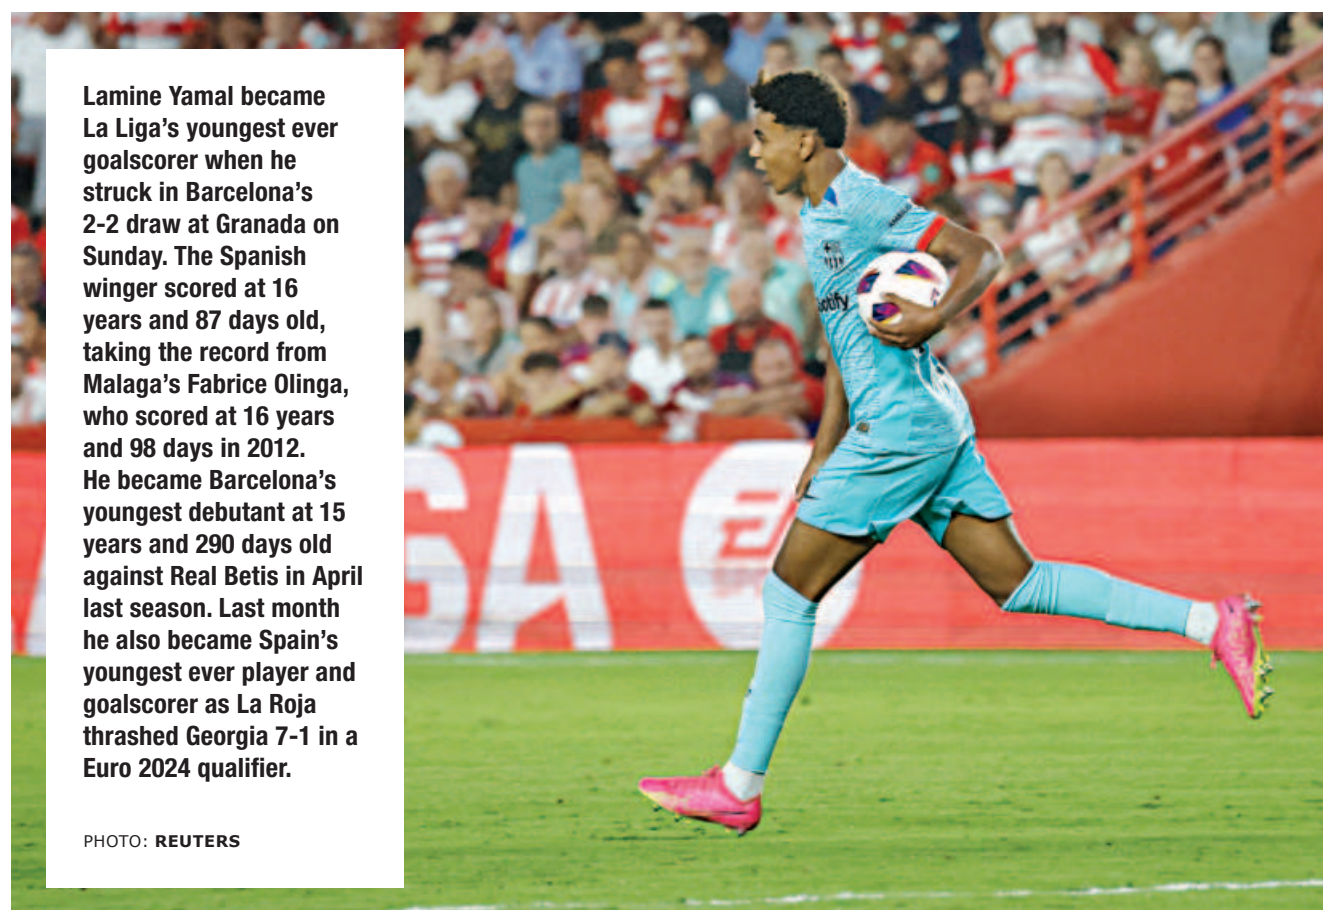 Lamine Yamal became
La Liga’s youngest ever
goalscorer when he
struck in Barcelona’s
2-2 draw at Granada on
Sunday. The Spanish
winger scored at 16
years and 87 days old,
taking the record from
Malaga’s Fabrice Olinga,
who scored at 16 years
and 98 days in 2012.
He became Barcelona’s
youngest debutant at 15
years and 290 days old
against Real Betis in April
last season. Last month
he also became Spain’s
youngest ever player and
goalscorer as La Roja
thrashed Georgia 7-1 in a
Euro 2024 qualifier.
PHOTO: REUTERS
otify
GA
EA